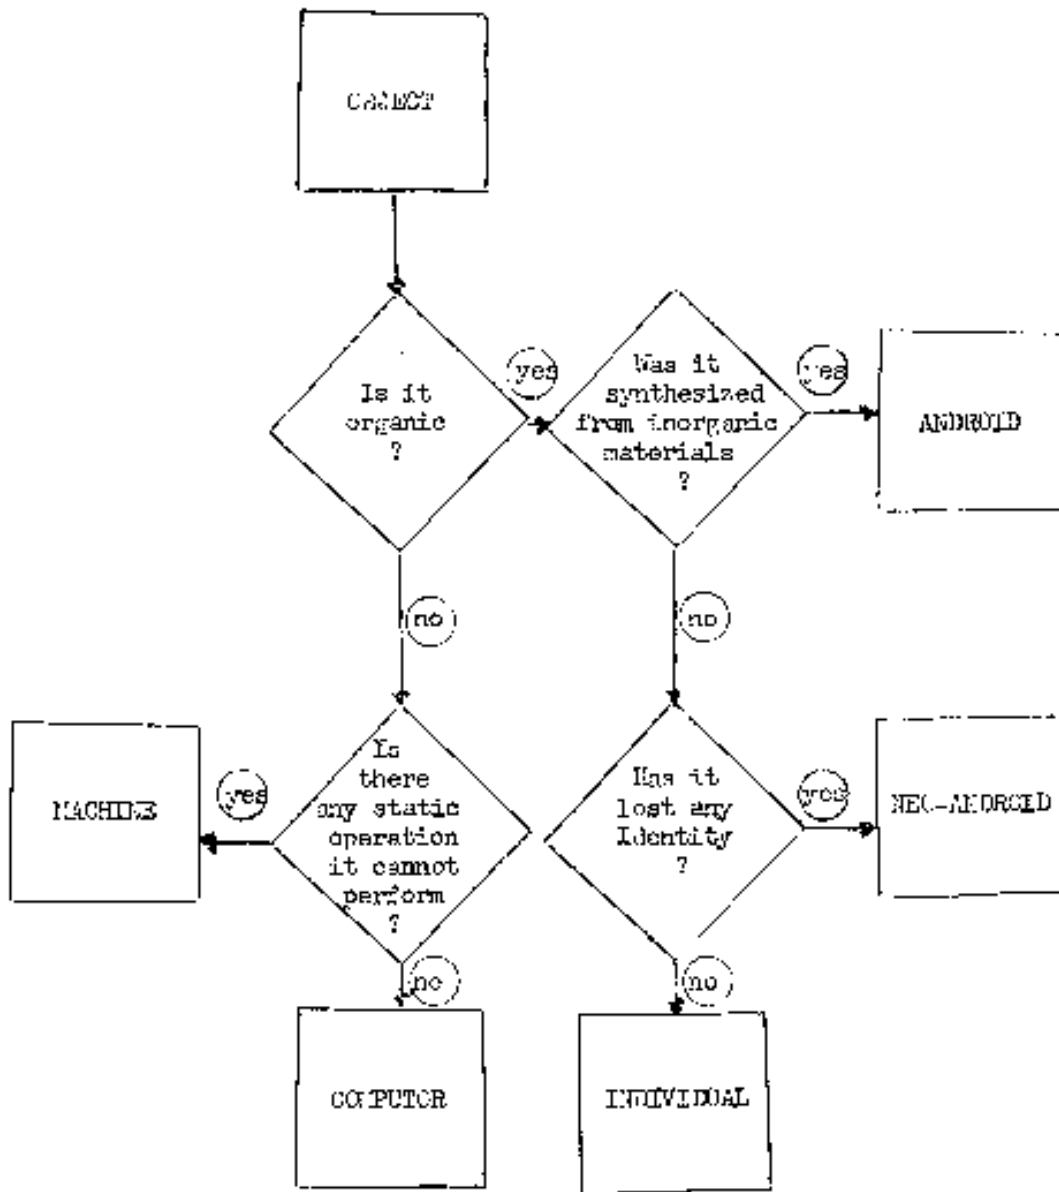 OBJECT
Is it
organic
?
yes
Was it
synthesized
from inorganic
materials
?
yes
ANDROID
no
no
MACHINE
yes
Is
there
any static
operation
it cannot
perform
?
Has it
lost any
Identity
?
yes
NEO-ANDROID
no
no
COMPUTOR
INDIVIDUAL